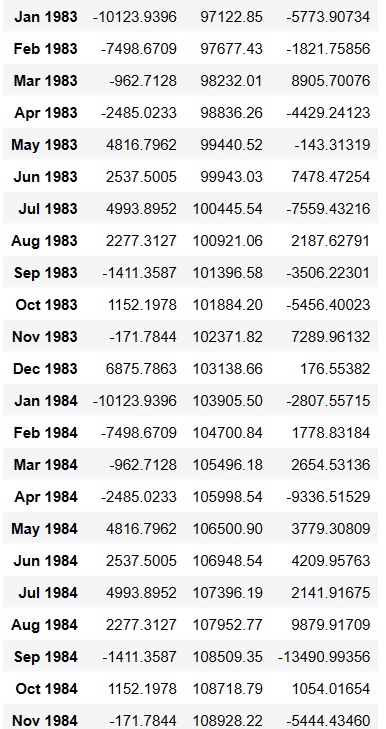 Jan 1983 -10123.9396 97122.85 -5773.90734
Feb 1983 -7498.6709 97677.43 -1821.75856
Mar 1983 -962.7128 98232.01 8905.70076
Apr 1983 -2485.0233 98836.26 -4429.24123
May 1983 4816.7962 99440.52 -143.31319
Jun 1983 2537.5005 99943.03 7478.47254
Jul 1983 4993.8952 100445.54 -7559.43216
Aug 1983 2277.3127 100921.06 2187.62791
Sep 1983 -1411.3587 101396.58 -3506.22301
Oct 1983 1152.1978 101884.20 -5456.40023
Nov 1983 -171.7844 102371.82 7289.96132
Dec 1983 6875.7863 103138.66 176.55382
Jan 1984 -10123.9396 103905.50 -2807.55715
Feb 1984 -7498.6709 104700.84 1778.83184
Mar 1984 -962.7128 105496.18 2654.53136
Apr 1984 -2485.0233 105998.54 -9336.51529
May 1984 4816.7962 106500.90 3779.30809
Jun 1984 2537.5005 106948.54 4209.95763
Jul 1984 4993.8952 107396.19 2141.91675
Aug 1984 2277.3127 107952.77 9879.91709
Sep 1984 -1411.3587 108509.35 -13490.99356
Oct 1984 1152.1978 108718.79 1054.01654
Nov 1984 -171.7844 108928.22 -5444.43460